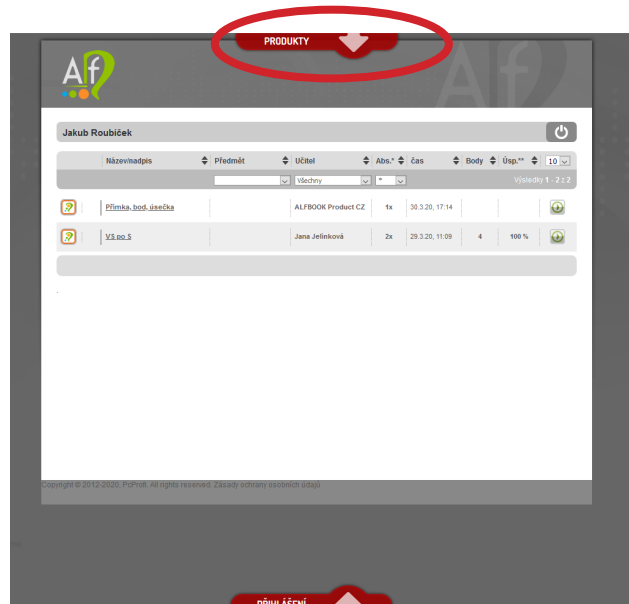 PRODUKTY
Alf
Jakub Roubíček
Název/nadpis Předmět Učitel Abs.* čas Body Úsp.** 10
Všechny * Výsledky 1 - 2 z 2
Přímka, bod, úsečka ALFBOOK Product CZ 1x 30.3.20, 17:14
VS po S Jana Jelínková 2x 29.3.20, 11:09 4 100 %
Copyright © 2012-2020, PcProfi. All rights reserved. Zásady ochrany osobních údajů
PŘIHLÁŠENÍ